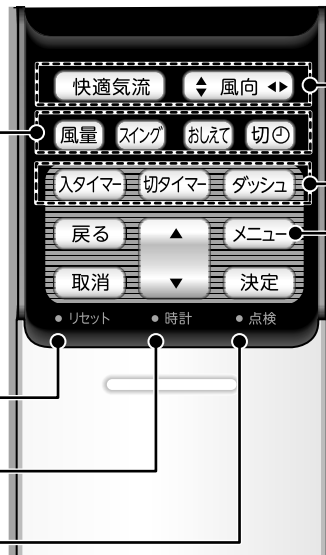 快適気流 風向
風量 スイング おしえて 切
入タイマー 切タイマー ダッシュ
戻る メニュー
取消 決定
リセット 時計 点検